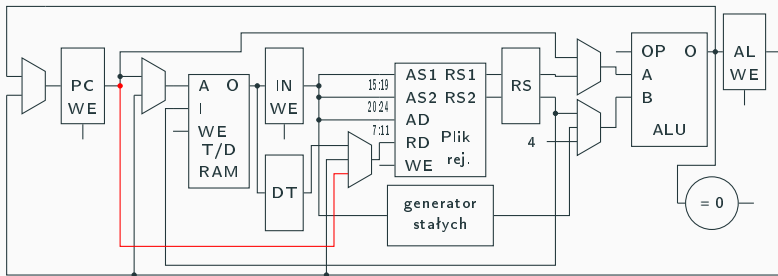 PC
WE
A O
I
WE
T/D
RAM
IN
WE
DT
15:19
20:24
7:11
AS1 RS1
AS2 RS2
AD
RD
WE
Plik
rej.
RS
generator
stałych
4
OP O
A
B
ALU
AL
WE
= 0